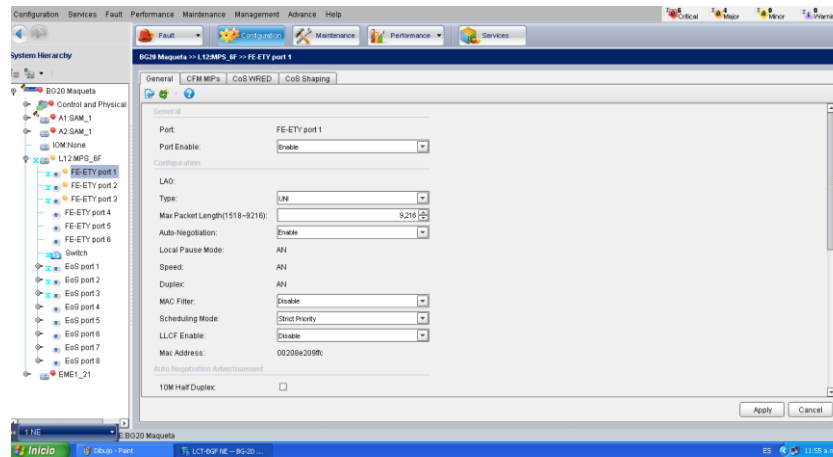 Configuration Services Fault Performance Maintenance Management Advance Help
Critical Major Minor
Fault Configuration Maintenance Performance Services
System Hierarchy
BG20 Maqueta >> L12:MPS_6F >> FE-ETY port 1
General CFM MIPs CoS WRED CoS Shaping
BG20 Maqueta
Control and Physical
A1:SAM_1
A2:SAM_1
IOM:None
L12:MPS_6F
FE-ETY port 1
FE-ETY port 2
FE-ETY port 3
FE-ETY port 4
FE-ETY port 5
FE-ETY port 6
Switch
EoS port 1
EoS port 2
EoS port 3
EoS port 4
EoS port 5
EoS port 6
EoS port 7
EoS port 8
EME1_21
General
Port: FE-ETY port 1
Port Enable: Enable
Configuration
LAG:
Type: UNI
Max Packet Length(1518~9216): 9,216
Auto-Negotiation: Enable
Local Pause Mode: AN
Speed: AN
Duplex: AN
MAC Filter: Disable
Scheduling Mode: Strict Priority
LLCF Enable: Disable
Mac Address: 00208e209ffc
Auto Negotiation Advertisement
10M Half Duplex:
Apply Cancel
1 NE
BG20 Maqueta
Inicio Dibujo - Paint LCT-BGF NE – BG-20 ... ES 11:55 a.m